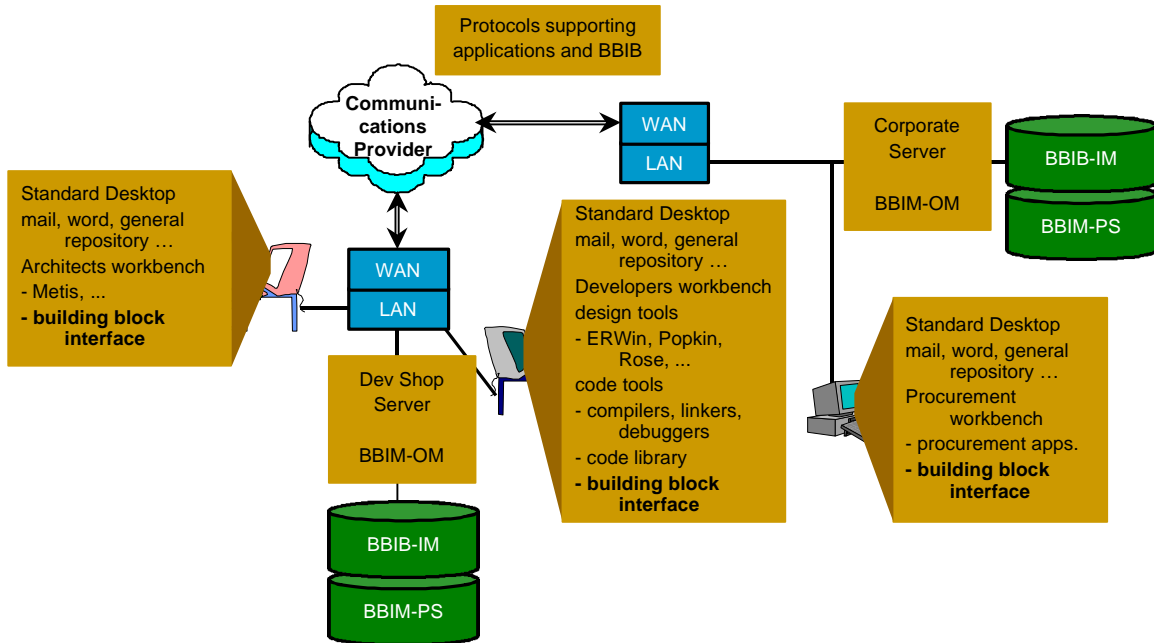 Protocols supporting
applications and BBIB
Communi-
cations
Provider
WAN
LAN
Corporate
Server
BBIM-OM
BBIB-IM
BBIM-PS
Standard Desktop
mail, word, general
repository …
Architects workbench
- Metis, ...
- building block
interface
WAN
LAN
Dev Shop
Server
BBIM-OM
BBIB-IM
BBIM-PS
Standard Desktop
mail, word, general
repository …
Developers workbench
design tools
- ERWin, Popkin,
Rose, ...
code tools
- compilers, linkers,
debuggers
- code library
- building block
interface
Standard Desktop
mail, word, general
repository …
Procurement
workbench
- procurement apps.
- building block
interface